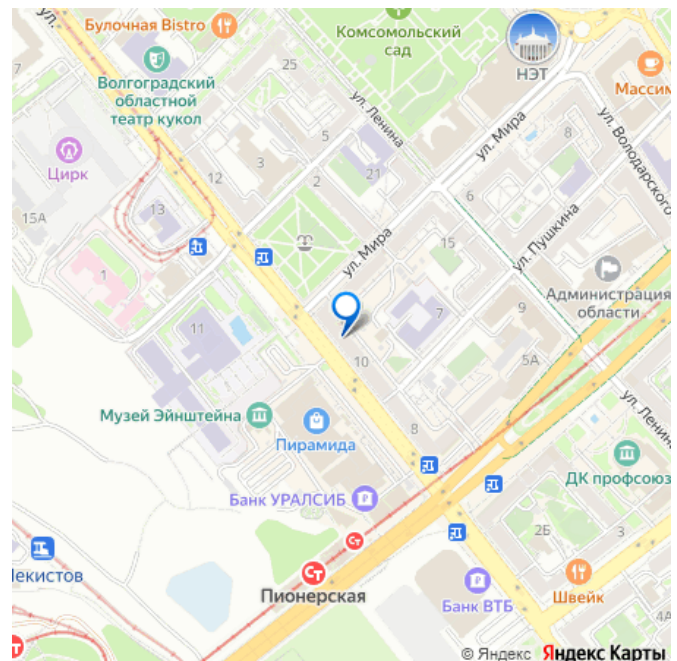 ул.
Булочная Bistro
Комсомольский
сад
НЭТ
Массим
Волгоградский
областной
театр кукол
25
ул. Ленина
ул. Мира
ул. Володарского
8
Цирк
12
3
5
21
2
6
15А
13
1
ул. Мира
15
ул. Пушкина
Администрация
области
11
7
9
10
5А
Музей Эйнштейна
Пирамида
8
ул. Ленина
ДК профсоюз
Банк УРАЛСИБ
2Б
3
Чекистов
Ст
Ст
Пионерская
Банк ВТБ
Швейк
4А
© Яндекс Яндекс Карты